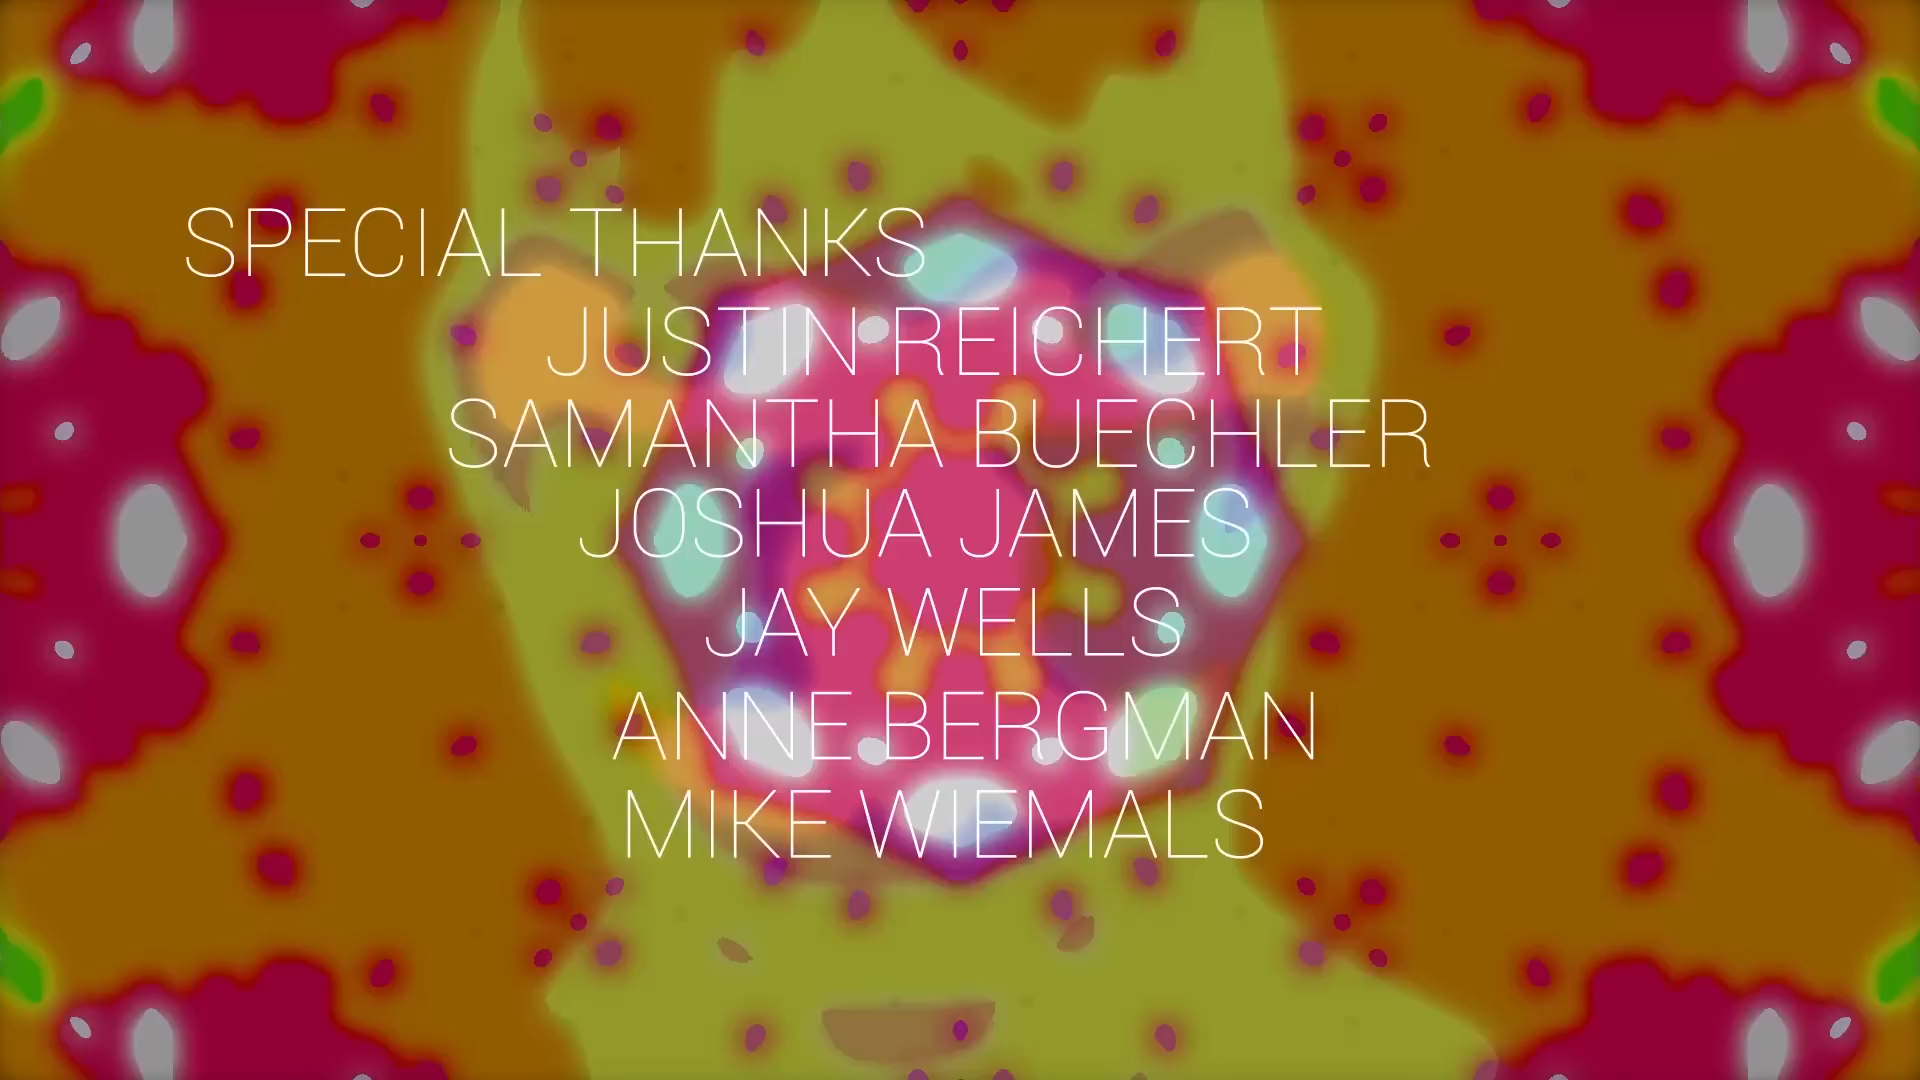 SPECIAL THANKS
JUSTIN REICHERT
SAMANTHA BUECHLER
JOSHUA JAMES
JAY WELLS
ANNE BERGMAN
MIKE WIEMALS